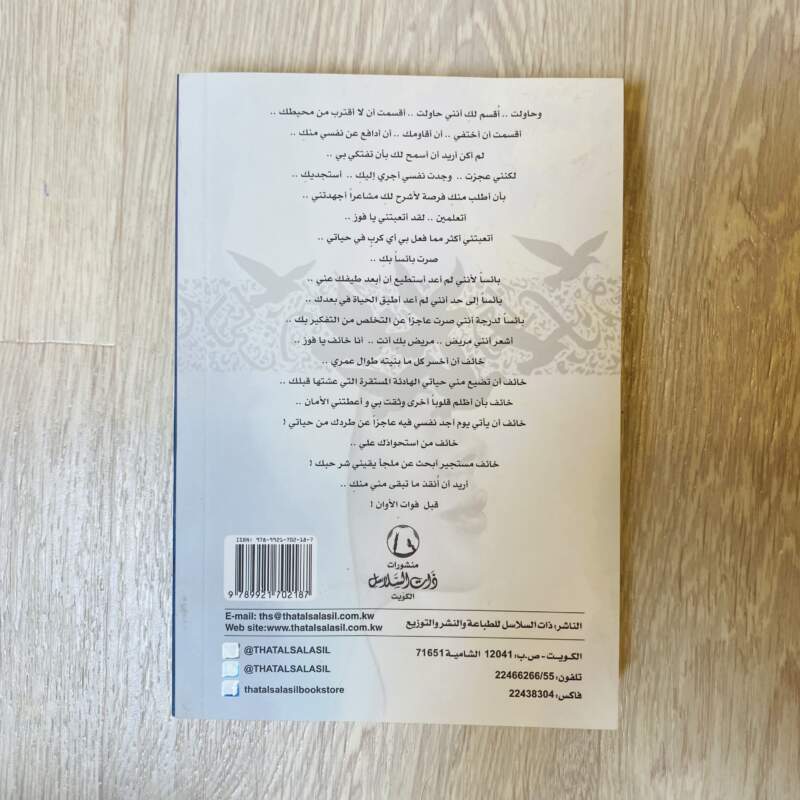 وحاولت .. أقسم لك أنني حاولت .. أقسمت أن لا أقترب من محيطك ..
أقسمت أن أختفي .. أن أقاومك .. أن أدافع عن نفسي منكِ ..
لم أكن أريد أن أسمح لك بأن تفتكي بي ..
لكنني عجزت .. وجدت نفسي أجري إليكِ .. أستجديكِ ..
بأن أطلب منكِ فرصة لأشرح لكِ مشاعراً أجهدتني ..
أتعلمين .. لقد أتعبتني يا فوز ..
أتعبتني أكثر مما فعل بي أي كربٍ في حياتي ..
صرت بائساً بك ..
بائساً لأنني لم أعد أستطيع أن أبعد طيفك عني ..
بائساً إلى حد أنني لم أعد أطيق الحياة في بعدك ..
بائساً لدرجة أنني صرت عاجزاً عن التخلص من التفكير بك ..
أشعر أنني مريض .. مريض بك أنت .. أنا خائف يا فوز ..
خائف أن أخسر كل ما بنيته طوال عمري ..
خائف أن تضيع مني حياتي الهادئة المستقرة التي عشتها قبلك ..
خائف بأن أظلم قلوباً أخرى وثقت بي و أعطتني الأمان ..
خائف أن يأتي يوم أجد نفسي فيه عاجزاً عن طردك من حياتي !
خائف من استحواذك علي ..
خائف مستجير أبحث عن ملجأ يقيني شر حبك !
أريد أن أُنقذ ما تبقى مني منكِ ..
قبل فوات الأوان !
ISBN: 978-9921-702-18-7
9 789921 702187
منشورات
ذات السلاسل
الكويت
الناشر: ذات السلاسل للطباعة والنشر والتوزيع
E-mail: ths@thatalsalasil.com.kw
Web site:www.thatalsalasil.com.kw
الكويت - ص.ب: 12041 الشامية 71651
تلفون: 22466266/55
فاكس: 22438304
@THATALSALASIL
@THATALSALASIL
thatalsalasilbookstore